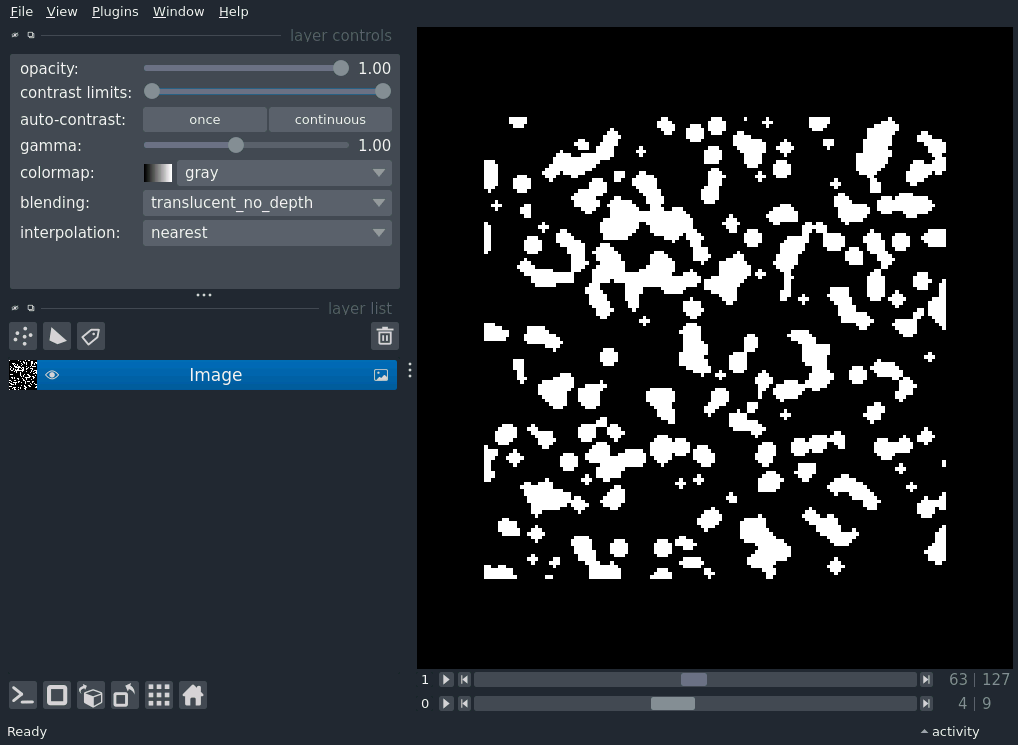 File View Plugins Window Help
layer controls
opacity: 1.00
contrast limits:
auto-contrast: once continuous
gamma: 1.00
colormap: gray
blending: translucent_no_depth
interpolation: nearest
layer list
Image
1 63 | 127
0 4 | 9
Ready activity